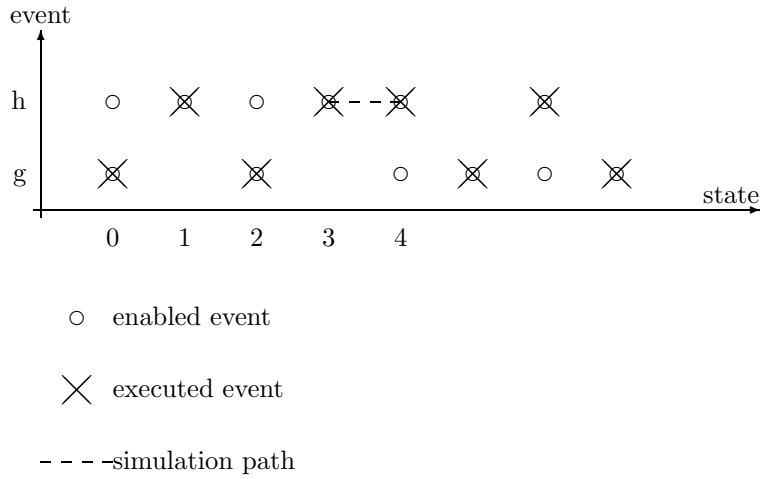 event
h
g
state
0 1 2 3 4
enabled event
executed event
simulation path